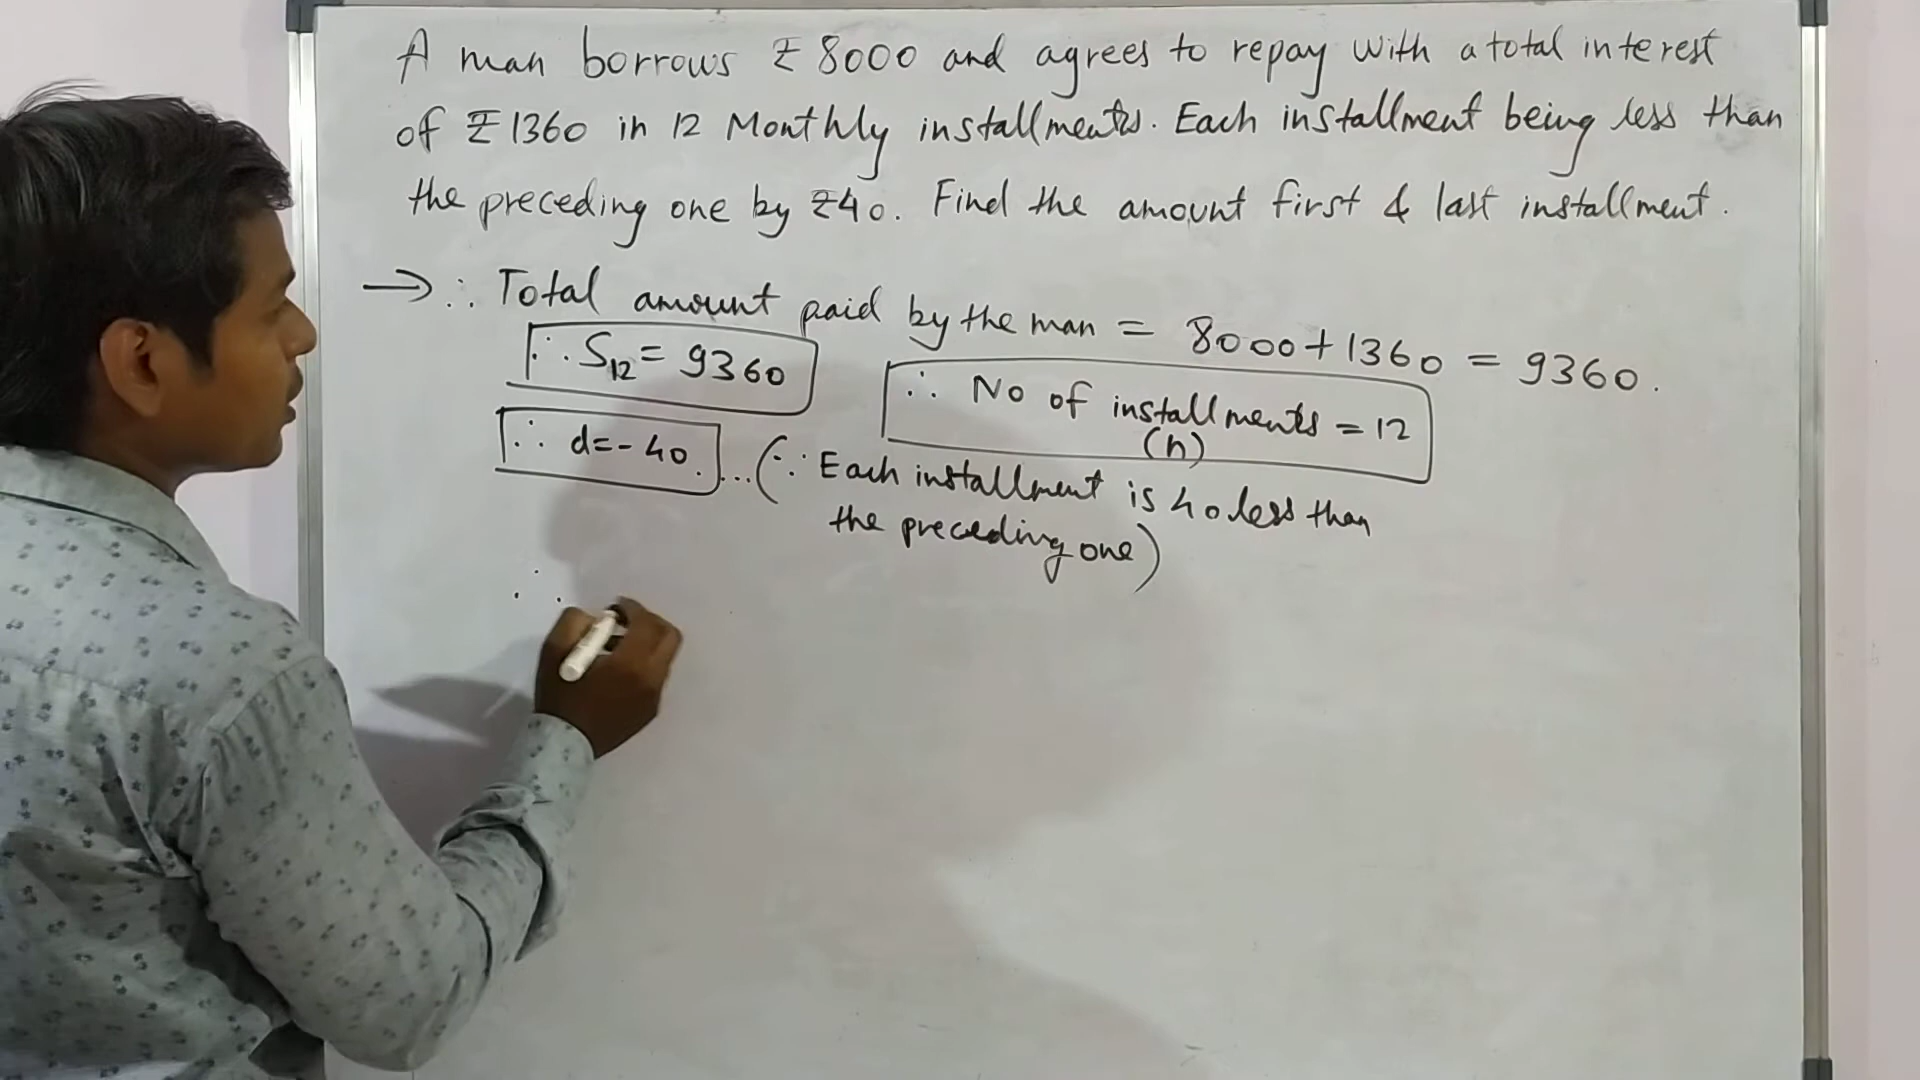 A man borrows ₹8000 and agrees to repay with a total interest
of ₹1360 in 12 Monthly installments. Each installment being less than
the preceding one by ₹40. Find the amount first & last installment.
→ ∴ Total amount paid by the man = 8000+1360 = 9360.
∴ S12 = 9360
∴ No of installments = 12
(n)
∴ d=-40. ...(∵ Each installment is 40 less than
the preceding one)
∴